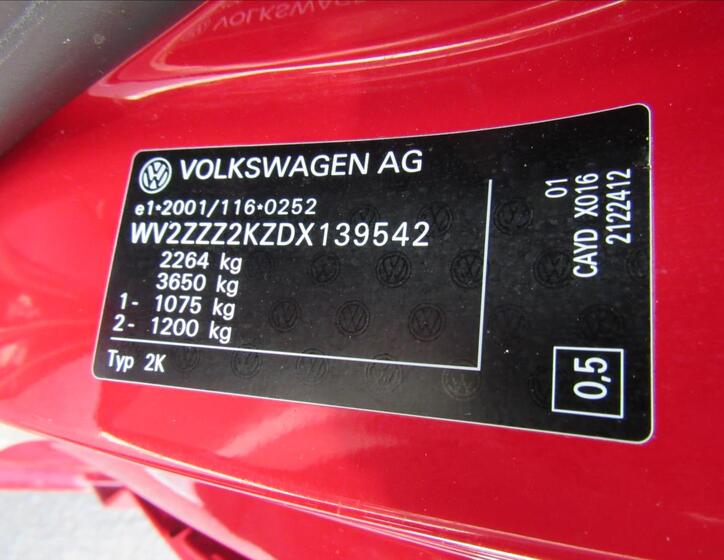 VOLKSWAGEN AG
e1*2001/116*0252
WV2ZZZ2KZDX139542
2264 kg
3650 kg
1- 1075 kg
2- 1200 kg
Typ 2K
01
CAYD X016
2122412
0,5